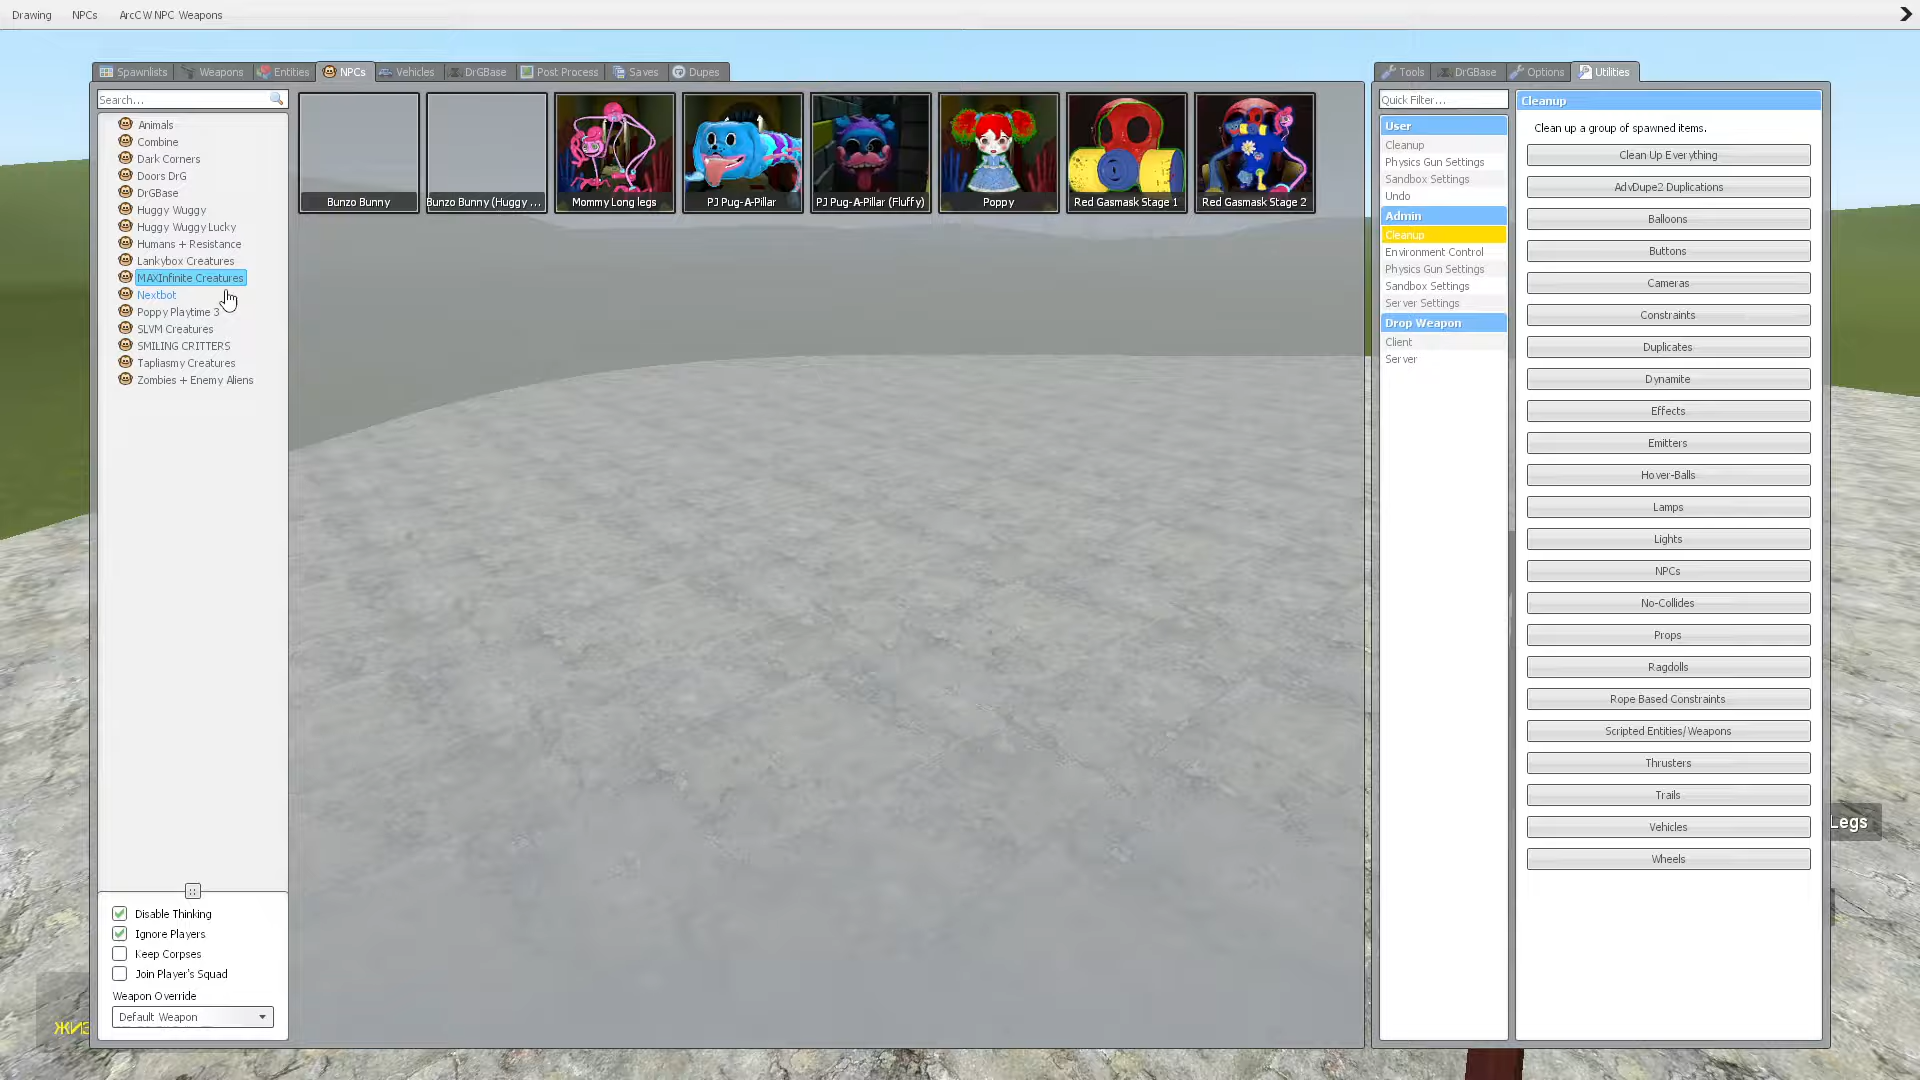 Drawing NPCs ArcCW NPC Weapons
Spawnlists Weapons Entities NPCs Vehicles DrGBase Post Process Saves Dupes
Search...
Animals
Combine
Dark Corners
Doors DrG
DrGBase
Huggy Wuggy
Huggy Wuggy Lucky
Humans + Resistance
Lankybox Creatures
MAXInfinite Creatures
Nextbot
Poppy Playtime 3
SLVM Creatures
SMILING CRITTERS
Tapliasmy Creatures
Zombies + Enemy Aliens
Disable Thinking
Ignore Players
Keep Corpses
Join Player's Squad
Weapon Override
Default Weapon
Bunzo Bunny
Bunzo Bunny (Huggy ...
Mommy Long legs
PJ Pug-A-Pillar
PJ Pug-A-Pillar (Fluffy)
Poppy
Red Gasmask Stage 1
Red Gasmask Stage 2
Tools DrGBase Options Utilities
Quick Filter...
User
Cleanup
Physics Gun Settings
Sandbox Settings
Undo
Admin
Cleanup
Environment Control
Physics Gun Settings
Sandbox Settings
Server Settings
Drop Weapon
Client
Server
Cleanup
Clean up a group of spawned items.
Clean Up Everything
AdvDupe2 Duplications
Balloons
Buttons
Cameras
Constraints
Duplicates
Dynamite
Effects
Emitters
Hover-Balls
Lamps
Lights
NPCs
No-Collides
Props
Ragdolls
Rope Based Constraints
Scripted Entities/Weapons
Thrusters
Trails
Vehicles
Wheels
Legs